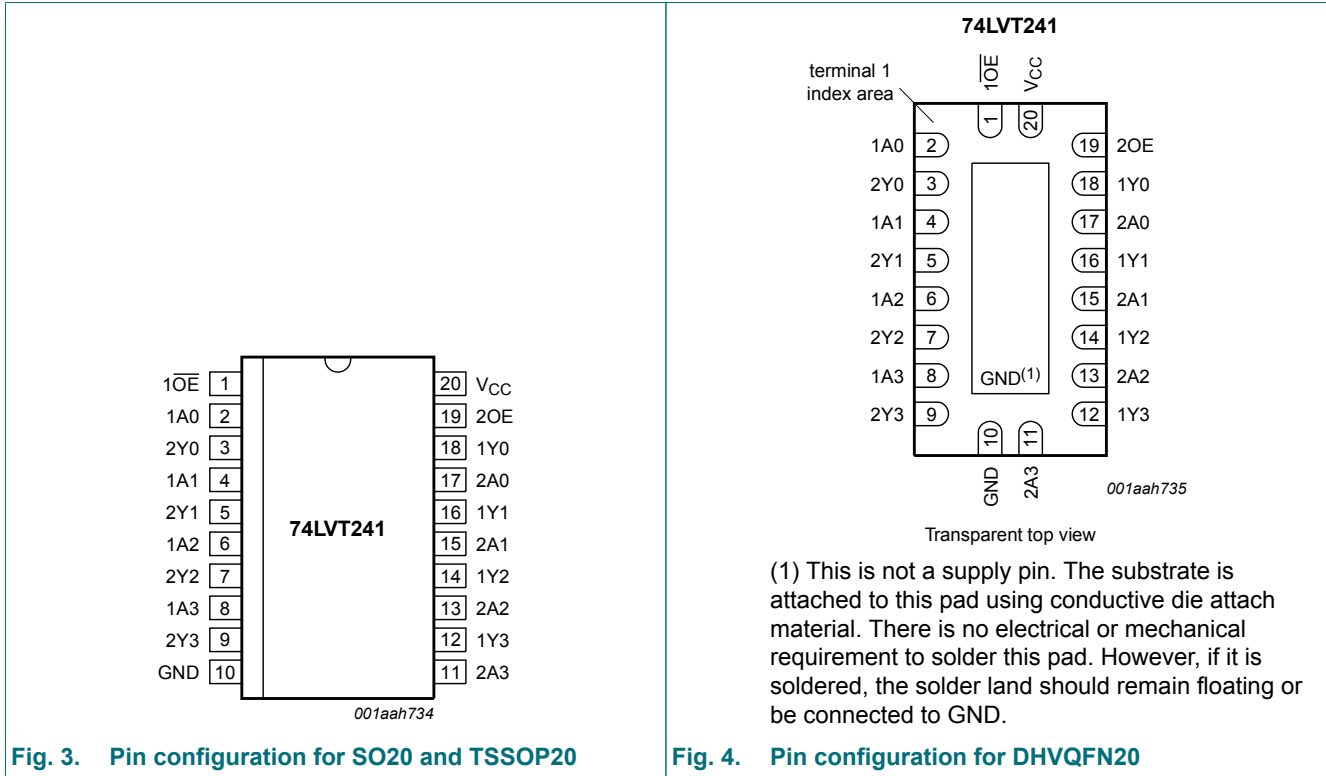 1OE 1 20 VCC
1A0 2 19 2OE
2Y0 3 18 1Y0
1A1 4 17 2A0
2Y1 5 16 1Y1
74LVT241
1A2 6 15 2A1
2Y2 7 14 1Y2
1A3 8 13 2A2
2Y3 9 12 1Y3
GND 10 11 2A3
001aah734
Fig. 3. Pin configuration for SO20 and TSSOP20
74LVT241
terminal 1
index area
1OE VCC
1 20
1A0 2 19 2OE
2Y0 3 18 1Y0
1A1 4 17 2A0
2Y1 5 16 1Y1
1A2 6 15 2A1
2Y2 7 14 1Y2
1A3 8 GND(1) 13 2A2
2Y3 9 12 1Y3
10 11
GND 2A3
001aah735
Transparent top view
(1) This is not a supply pin. The substrate is
attached to this pad using conductive die attach
material. There is no electrical or mechanical
requirement to solder this pad. However, if it is
soldered, the solder land should remain floating or
be connected to GND.
Fig. 4. Pin configuration for DHVQFN20